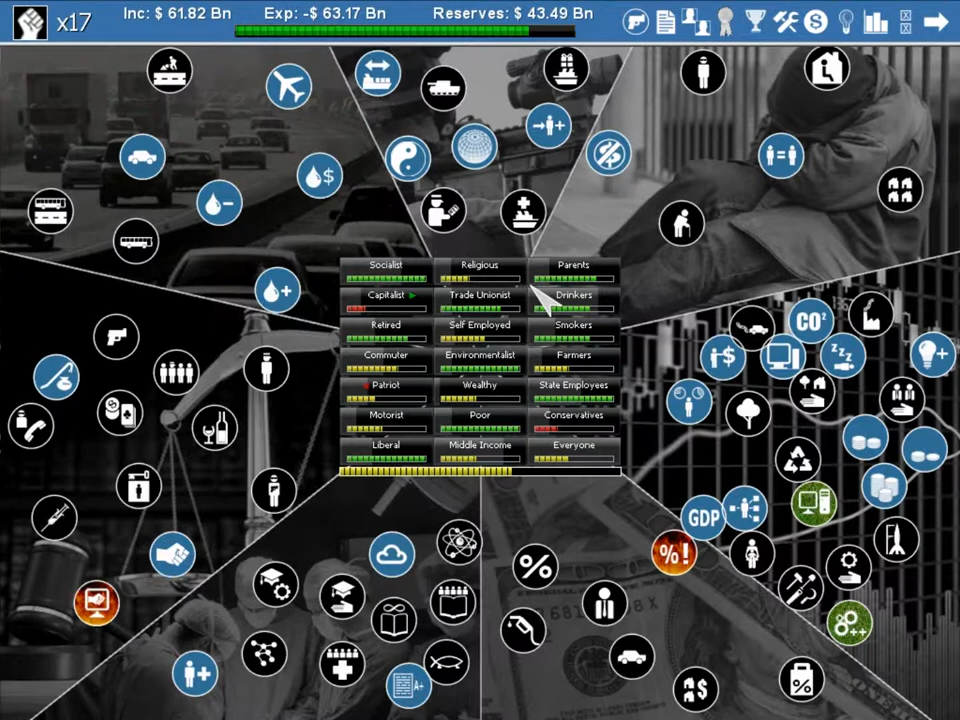 x17
Inc: $ 61.82 Bn
Exp: -$ 63.17 Bn
Reserves: $ 43.49 Bn
Socialist
Religious
Parents
Capitalist
Trade Unionist
Drinkers
Retired
Self Employed
Smokers
Commuter
Environmentalist
Farmers
Patriot
Wealthy
State Employees
Motorist
Poor
Conservatives
Liberal
Middle Income
Everyone
CO²
GDP
%!
A+